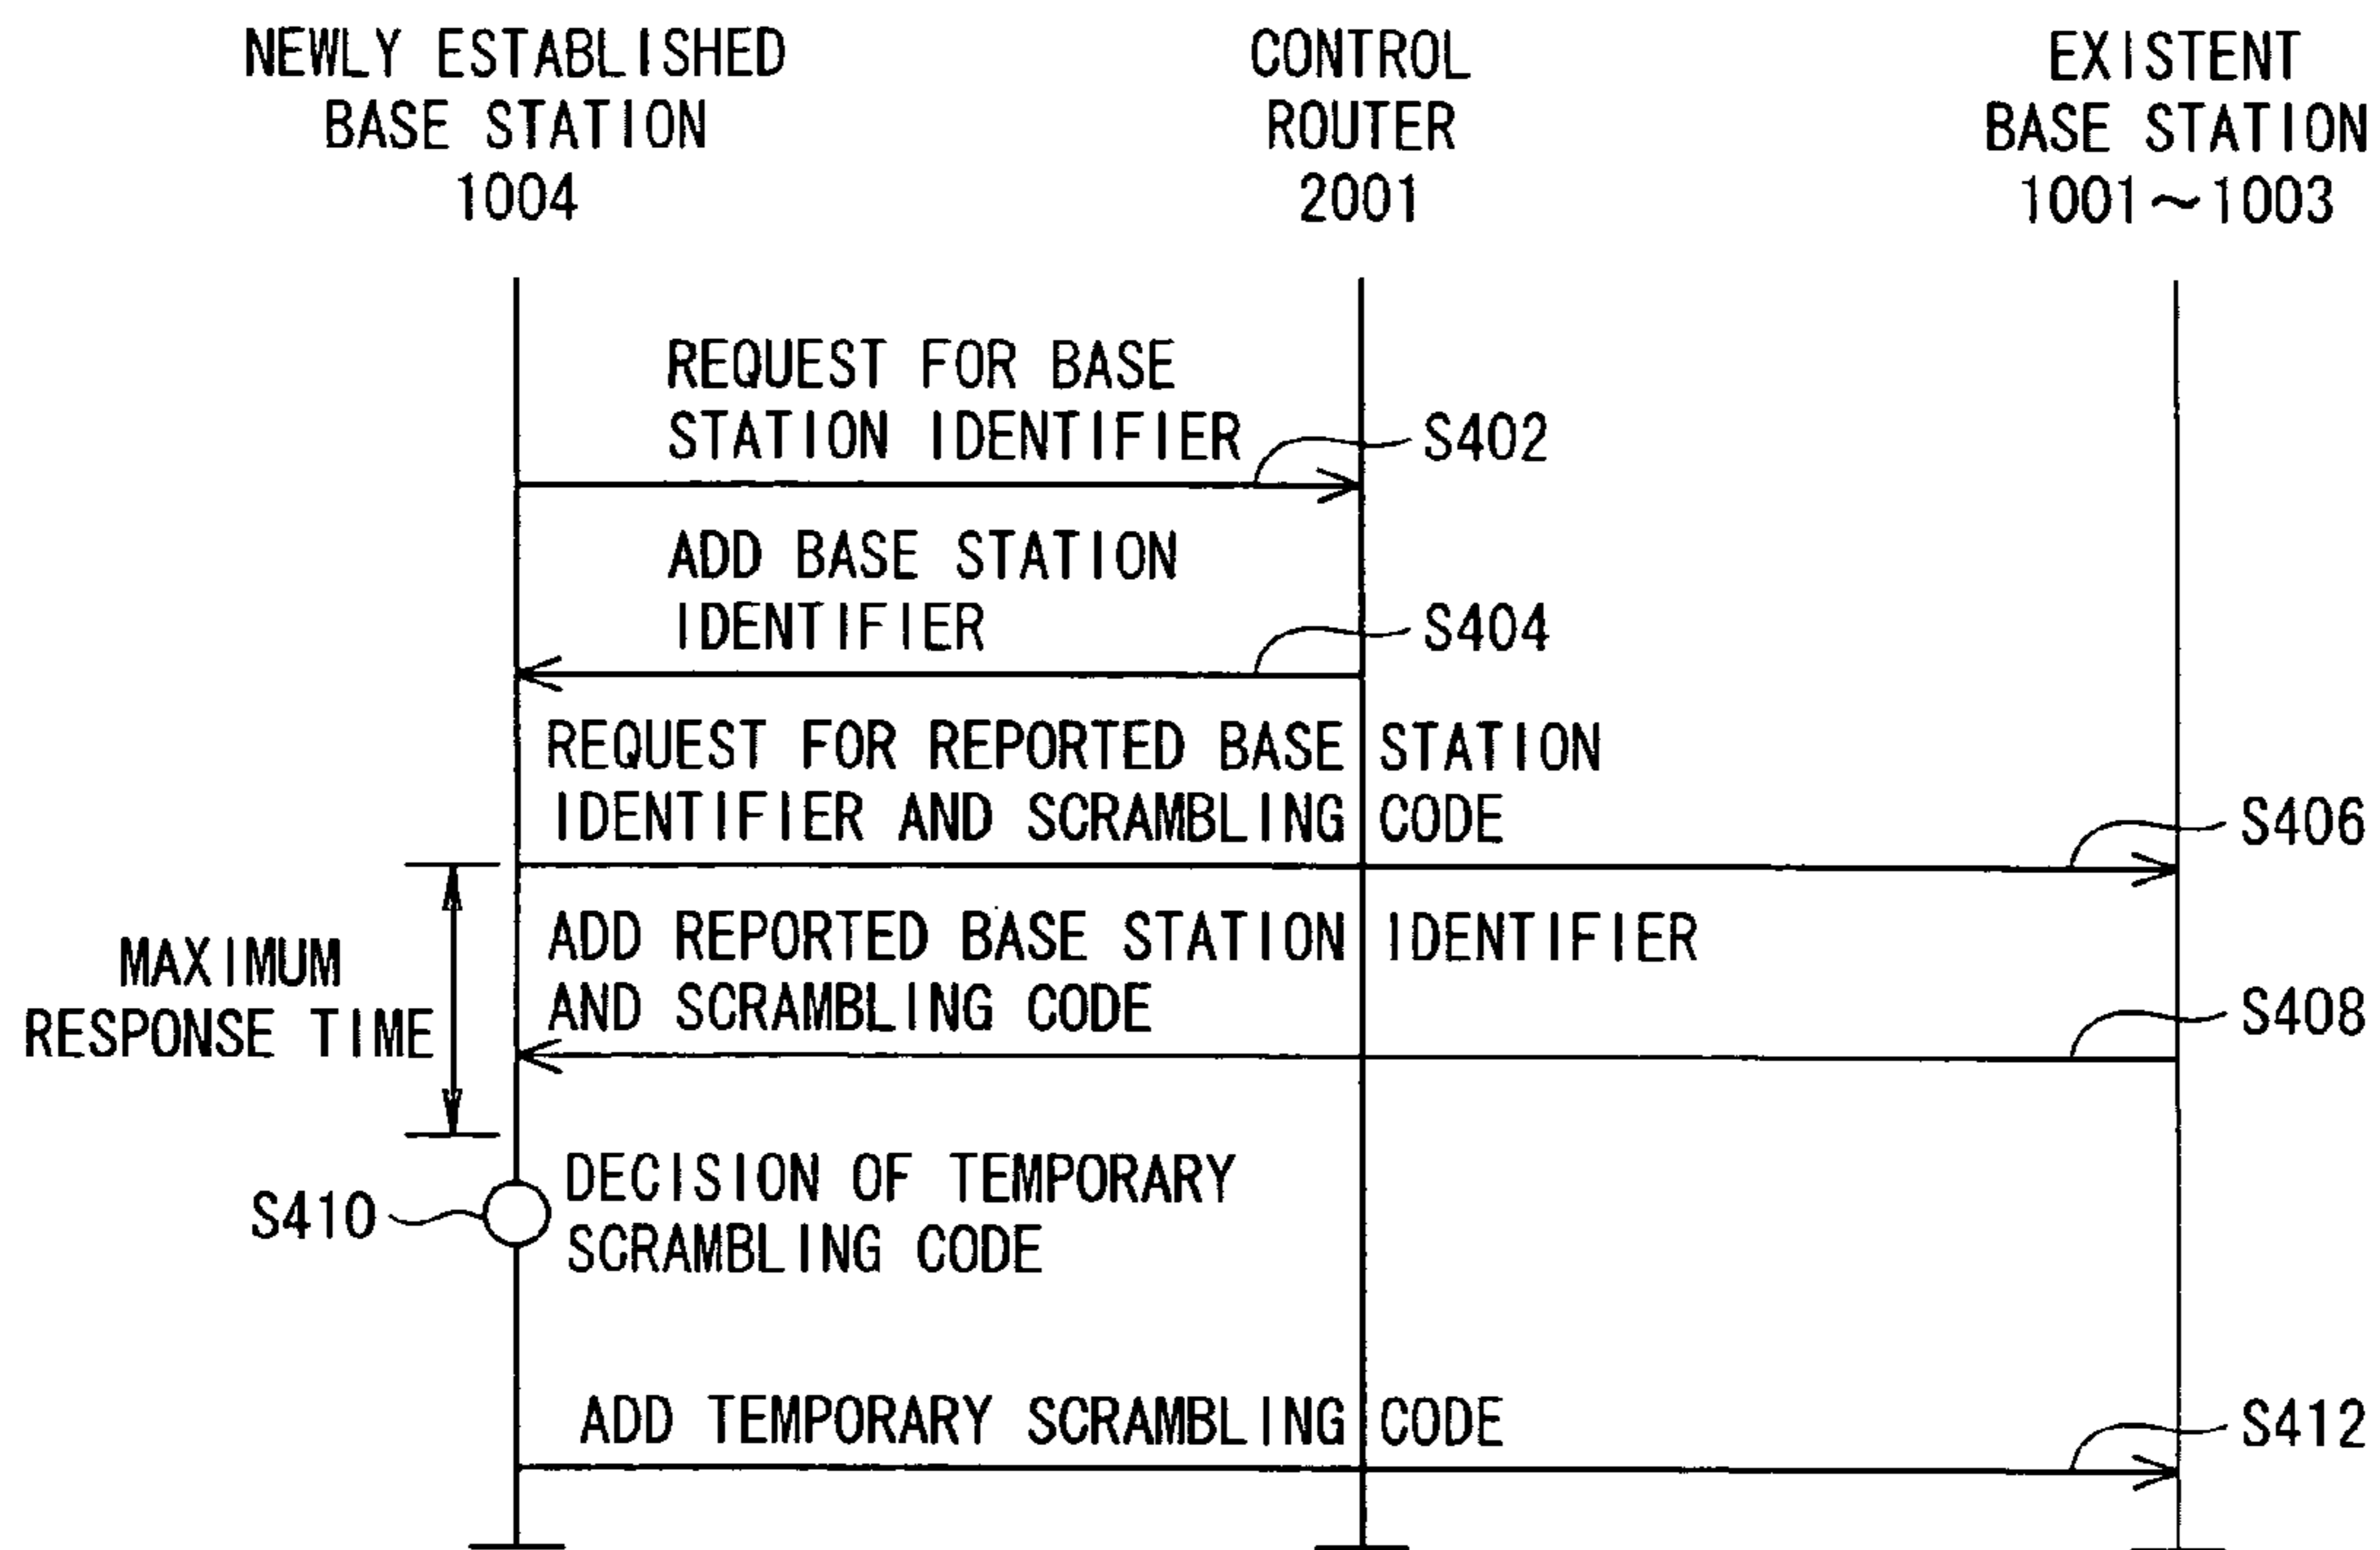 NEWLY ESTABLISHED
BASE STATION
1004
CONTROL
ROUTER
2001
EXISTENT
BASE STATION
1001～1003
REQUEST FOR BASE
STATION IDENTIFIER
S402
ADD BASE STATION
IDENTIFIER
S404
REQUEST FOR REPORTED BASE STATION
IDENTIFIER AND SCRAMBLING CODE
S406
MAXIMUM
RESPONSE TIME
ADD REPORTED BASE STATION IDENTIFIER
AND SCRAMBLING CODE
S408
S410
DECISION OF TEMPORARY
SCRAMBLING CODE
ADD TEMPORARY SCRAMBLING CODE
S412